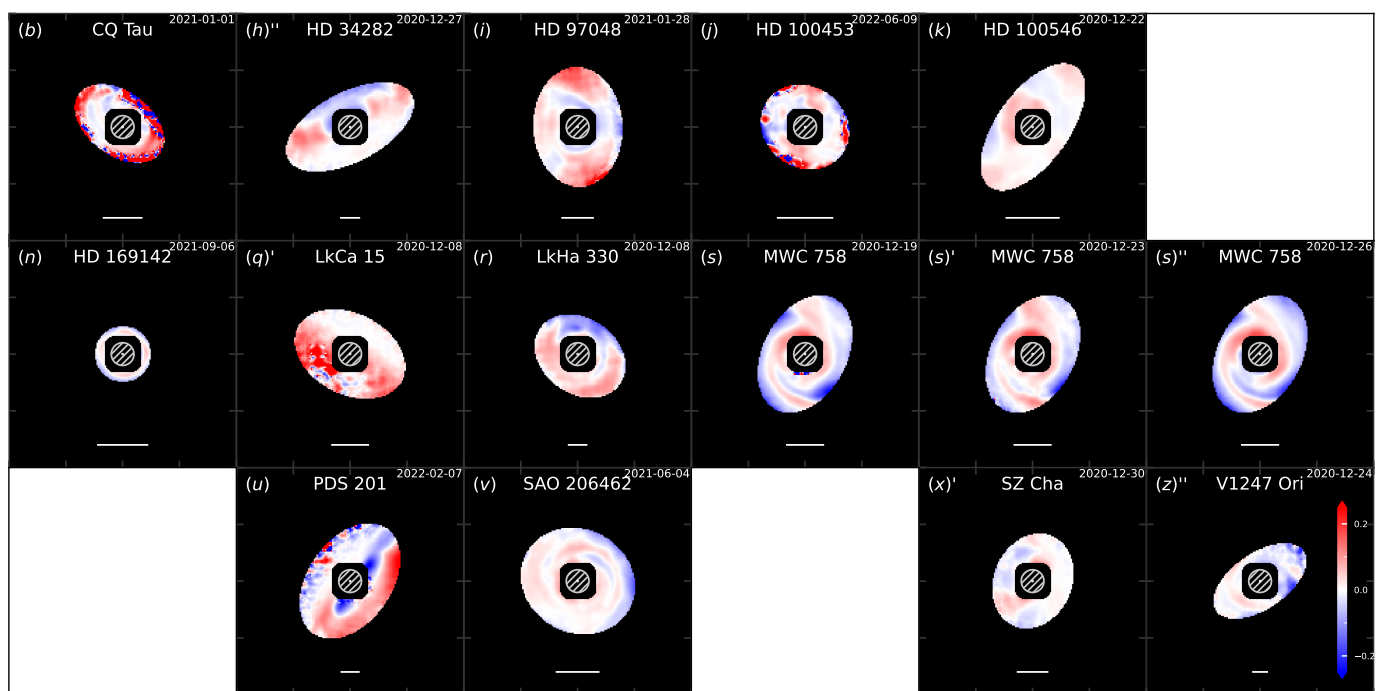 (b) CQ Tau 2021-01-01
(h)'' HD 34282 2020-12-27
(i) HD 97048 2021-01-28
(j) HD 100453 2022-06-09
(k) HD 100546 2020-12-22
(n) HD 169142 2021-09-06
(q)' LkCa 15 2020-12-08
(r) LkHa 330 2020-12-08
(s) MWC 758 2020-12-19
(s)' MWC 758 2020-12-23
(s)'' MWC 758 2020-12-26
(u) PDS 201 2022-02-07
(v) SAO 206462 2021-06-04
(x)' SZ Cha 2020-12-30
(z)'' V1247 Ori 2020-12-24
0.2
0.0
−0.2